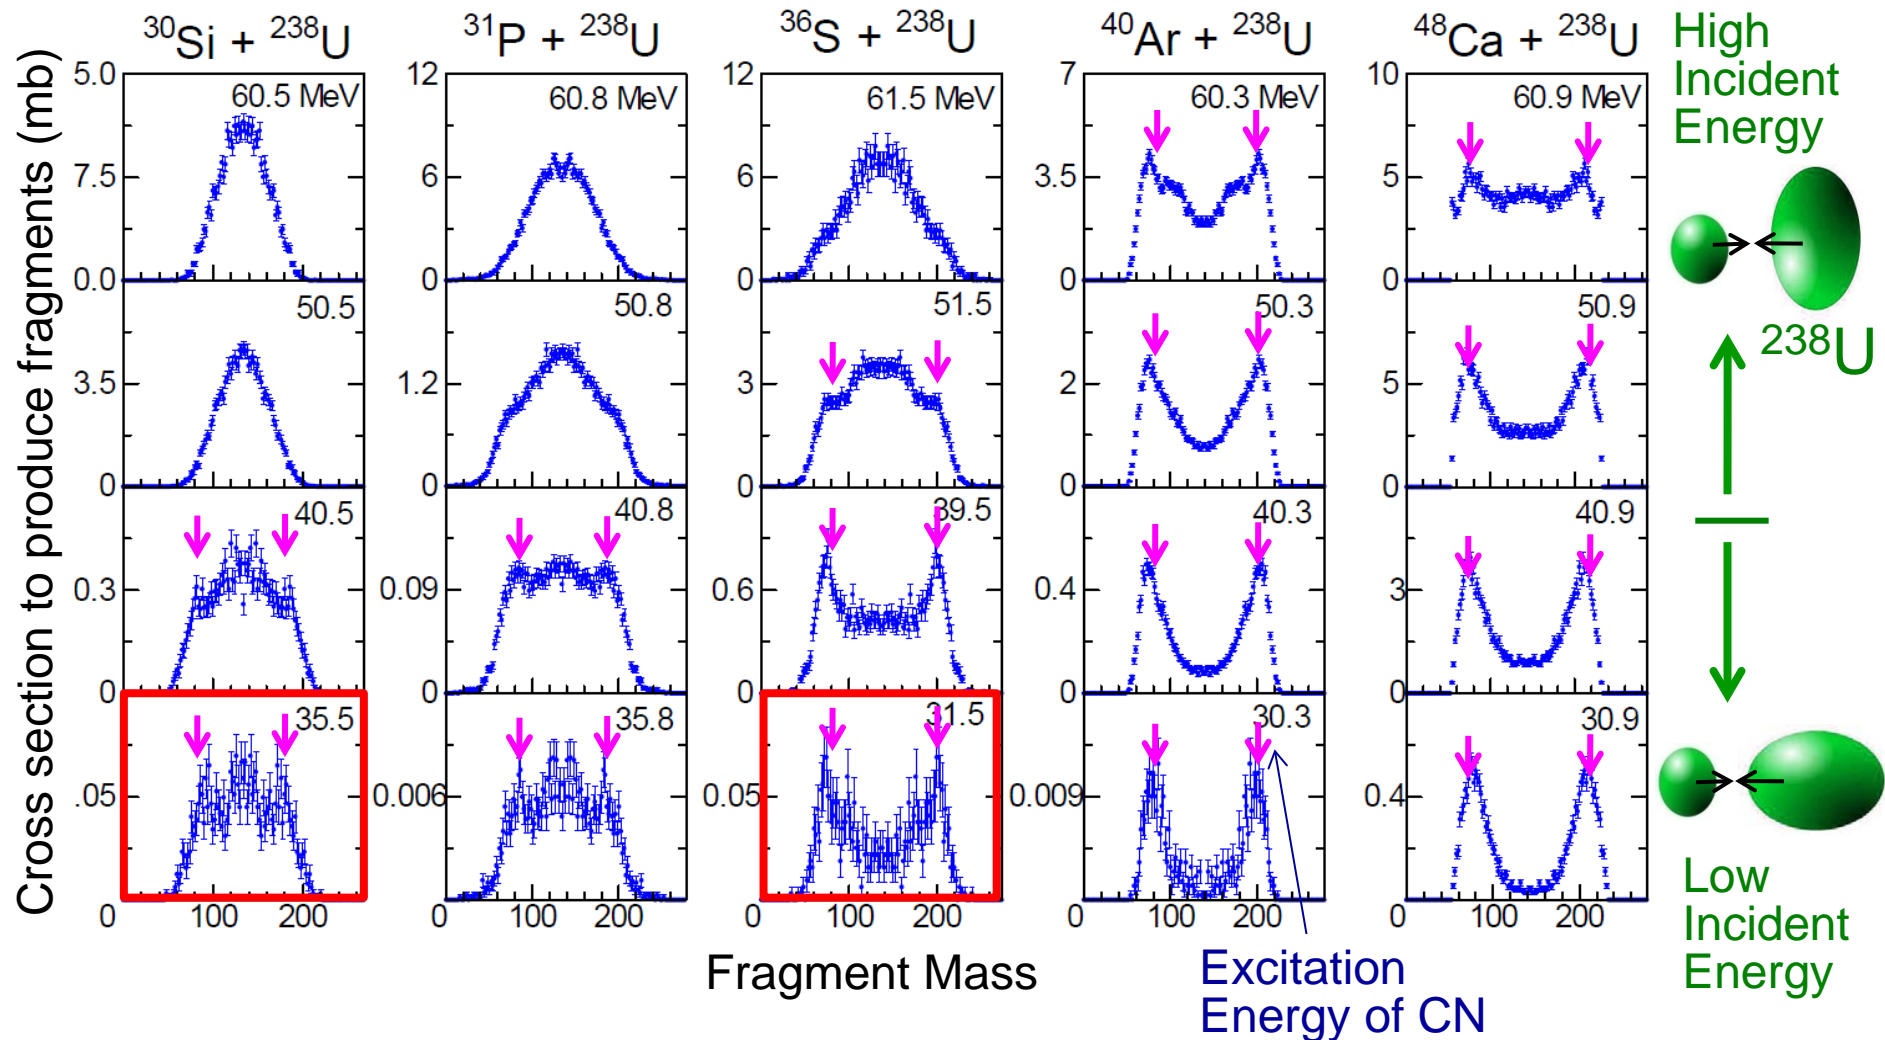 ³⁰Si + ²³⁸U
³¹P + ²³⁸U
³⁶S + ²³⁸U
⁴⁰Ar + ²³⁸U
⁴⁸Ca + ²³⁸U
High
Incident
Energy
Cross section to produce fragments (mb)
5.0
7.5
0.0
60.5 MeV
12
6
0
60.8 MeV
12
6
0
61.5 MeV
7
3.5
0
60.3 MeV
10
5
0
60.9 MeV
²³⁸U
3.5
0
50.5
1.2
0
50.8
3
0
51.5
2
0
50.3
5
0
50.9
0.3
0
40.5
0.09
0
40.8
0.6
0
39.5
0.4
0
40.3
3
0
40.9
.05
0
35.5
0.006
0
35.8
0.05
0
31.5
0.009
0
30.3
0.4
0
30.9
0 100 200
0 100 200
0 100 200
0 100 200
0 100 200
Low
Incident
Energy
Fragment Mass
Excitation
Energy of CN